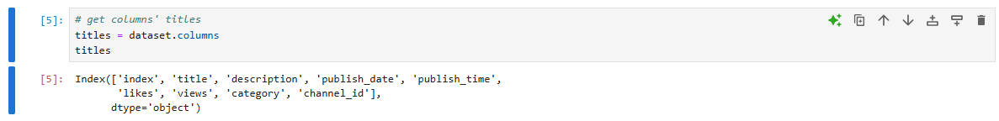 [5]: # get columns' titles
titles = dataset.columns
titles
[5]: Index(['index', 'title', 'description', 'publish_date', 'publish_time',
       'likes', 'views', 'category', 'channel_id'],
      dtype='object')